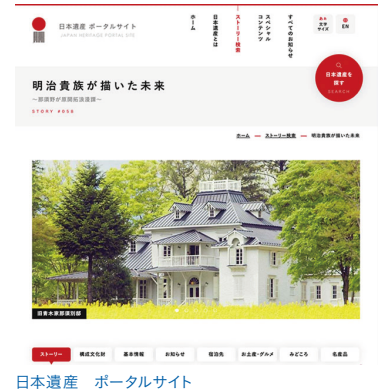 日本遺産 ポータルサイト
JAPAN HERITAGE PORTAL SITE
ホーム
日本遺産とは
ストーリー検索
スペシャル
コンテンツ
すべてのお知らせ
文字
サイズ
EN
日本遺産を
探す
SEARCH
明治貴族が描いた未来
〜那須野が原開拓浪漫譚〜
STORY #056
ホーム — ストーリー検索 — 明治貴族が描いた未来
旧青木家那須別邸
ストーリー 構成文化財 基本情報 お知らせ 宿泊先 お土産・グルメ みどころ 名産品
日本遺産 ポータルサイト